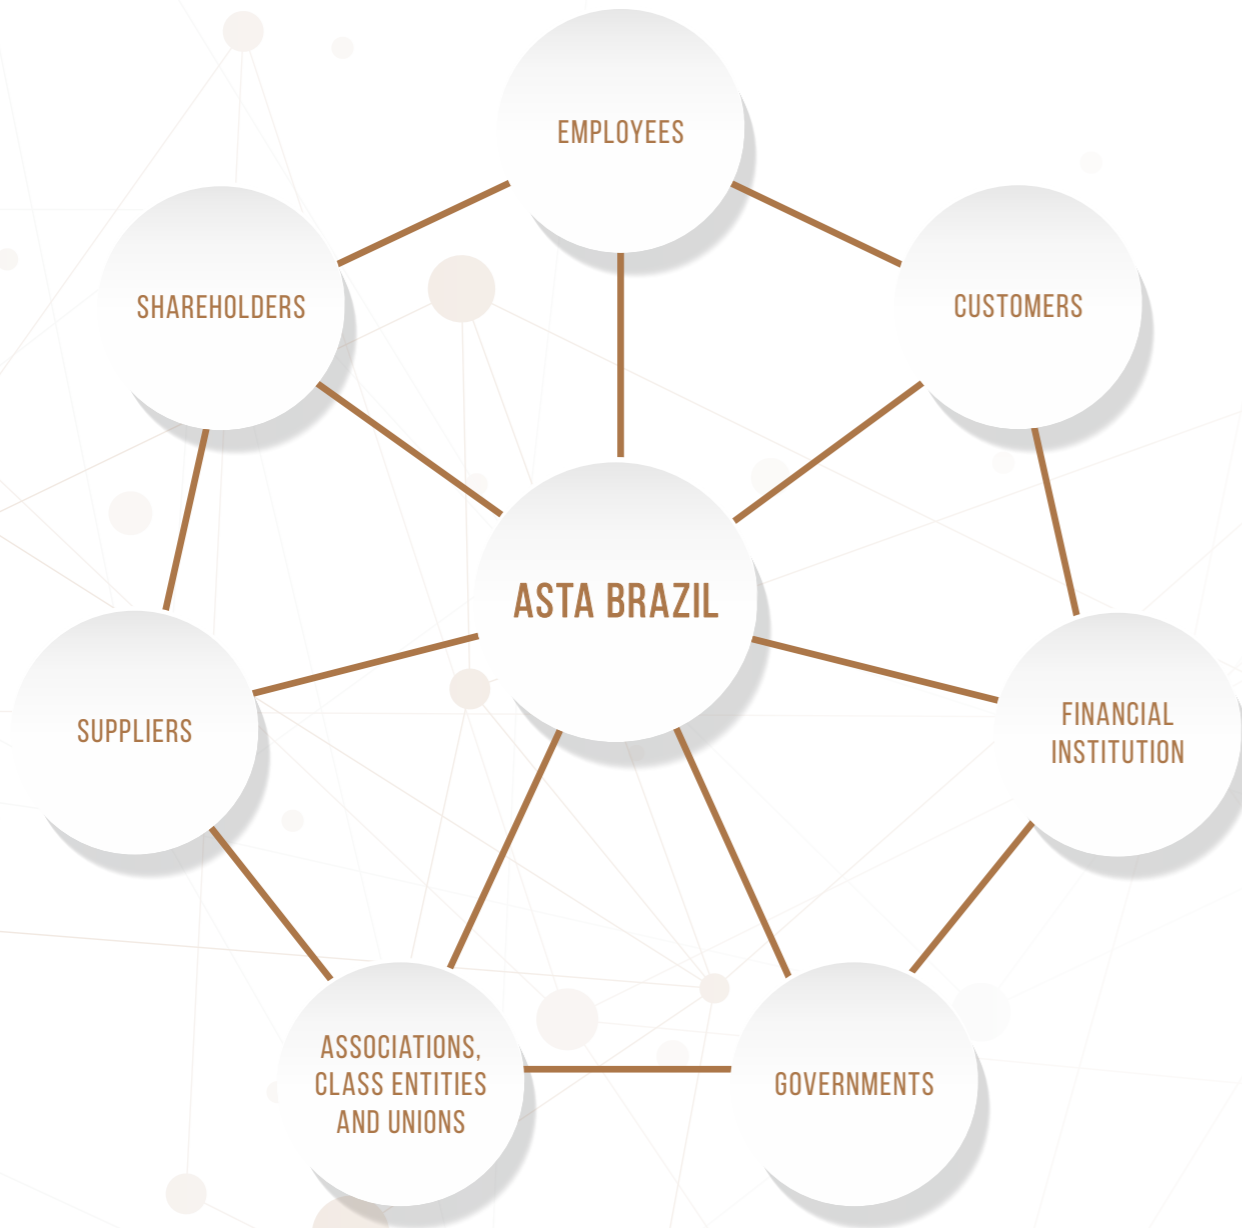 EMPLOYEES
SHAREHOLDERS
CUSTOMERS
ASTA BRAZIL
SUPPLIERS
FINANCIAL
INSTITUTION
ASSOCIATIONS,
CLASS ENTITIES
AND UNIONS
GOVERNMENTS